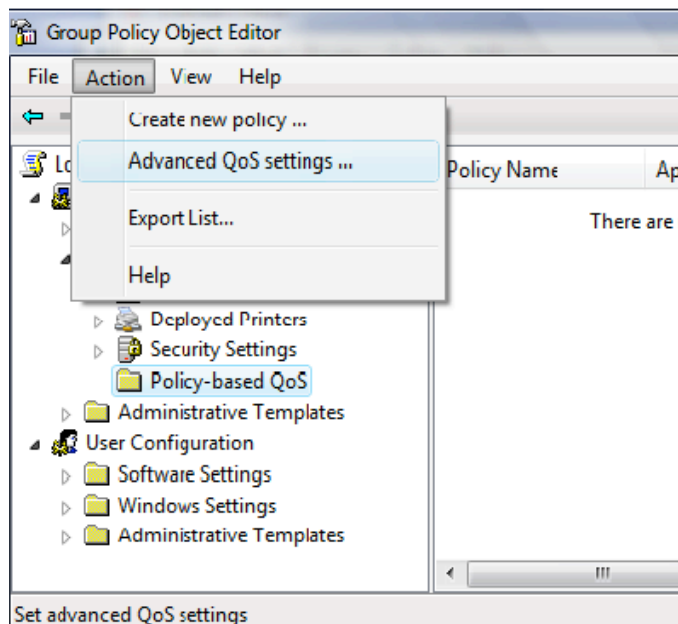 Group Policy Object Editor
File Action View Help
Create new policy ...
Advanced QoS settings ...
Export List...
Help
Lo
Policy Name Ap
There are
Deployed Printers
Security Settings
Policy-based QoS
Administrative Templates
User Configuration
Software Settings
Windows Settings
Administrative Templates
Set advanced QoS settings